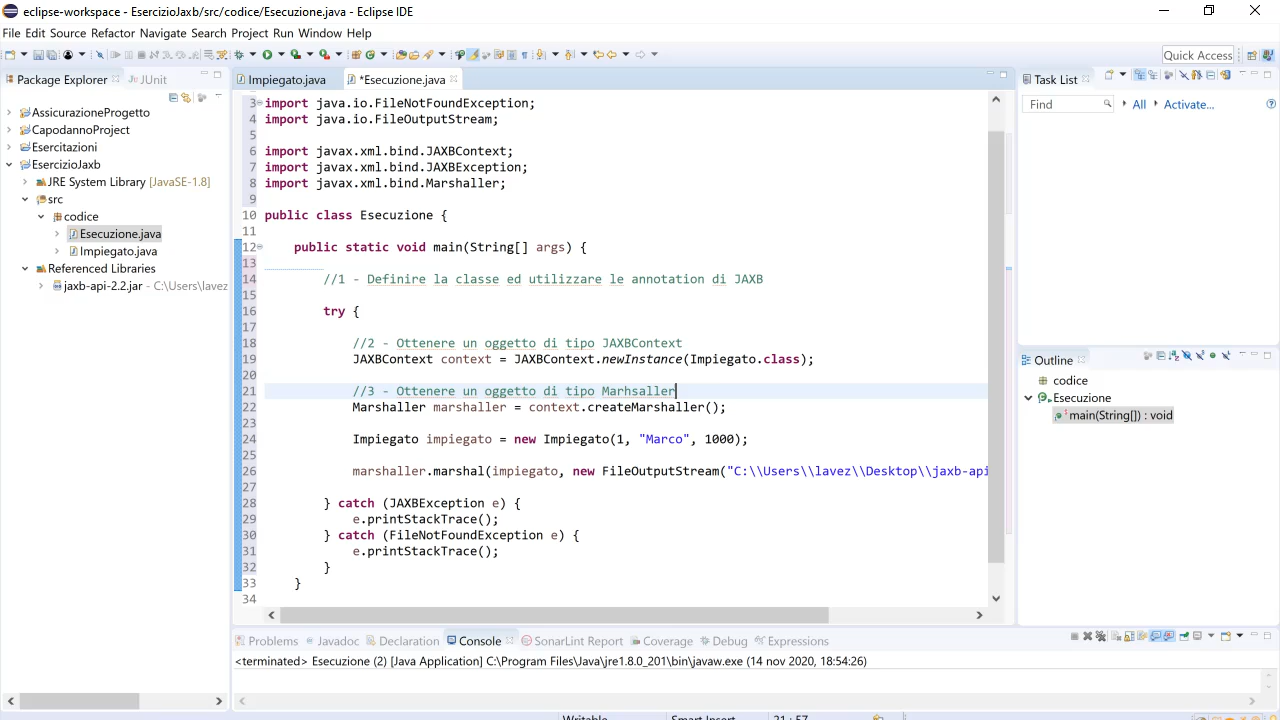 eclipse-workspace - EsercizioJaxb/src/codice/Esecuzione.java - Eclipse IDE
File Edit Source Refactor Navigate Search Project Run Window Help
Quick Access
Package Explorer
JUnit
AssicurazioneProgetto
CapodannoProject
Esercitazioni
EsercizioJaxb
JRE System Library [JavaSE-1.8]
src
codice
Esecuzione.java
Impiegato.java
Referenced Libraries
jaxb-api-2.2.jar - C:\Users\lavez
Impiegato.java
*Esecuzione.java
3 import java.io.FileNotFoundException;
4 import java.io.FileOutputStream;
5
6 import javax.xml.bind.JAXBContext;
7 import javax.xml.bind.JAXBException;
8 import javax.xml.bind.Marshaller;
9
10 public class Esecuzione {
11
12 public static void main(String[] args) {
13
14 //1 - Definire la classe ed utilizzare le annotation di JAXB
15
16 try {
17
18 //2 - Ottenere un oggetto di tipo JAXBContext
19 JAXBContext context = JAXBContext.newInstance(Impiegato.class);
20
21 //3 - Ottenere un oggetto di tipo Marhsaller
22 Marshaller marshaller = context.createMarshaller();
23
24 Impiegato impiegato = new Impiegato(1, "Marco", 1000);
25
26 marshaller.marshal(impiegato, new FileOutputStream("C:\\Users\\lavez\\Desktop\\jaxb-api
27
28 } catch (JAXBException e) {
29 e.printStackTrace();
30 } catch (FileNotFoundException e) {
31 e.printStackTrace();
32 }
33 }
34
Task List
Find
All
Activate...
Outline
codice
Esecuzione
main(String[]) : void
Problems
Javadoc
Declaration
Console
SonarLint Report
Coverage
Debug
Expressions
<terminated> Esecuzione (2) [Java Application] C:\Program Files\Java\jre1.8.0_201\bin\javaw.exe (14 nov 2020, 18:54:26)
Writable
Smart Insert
21 : 57